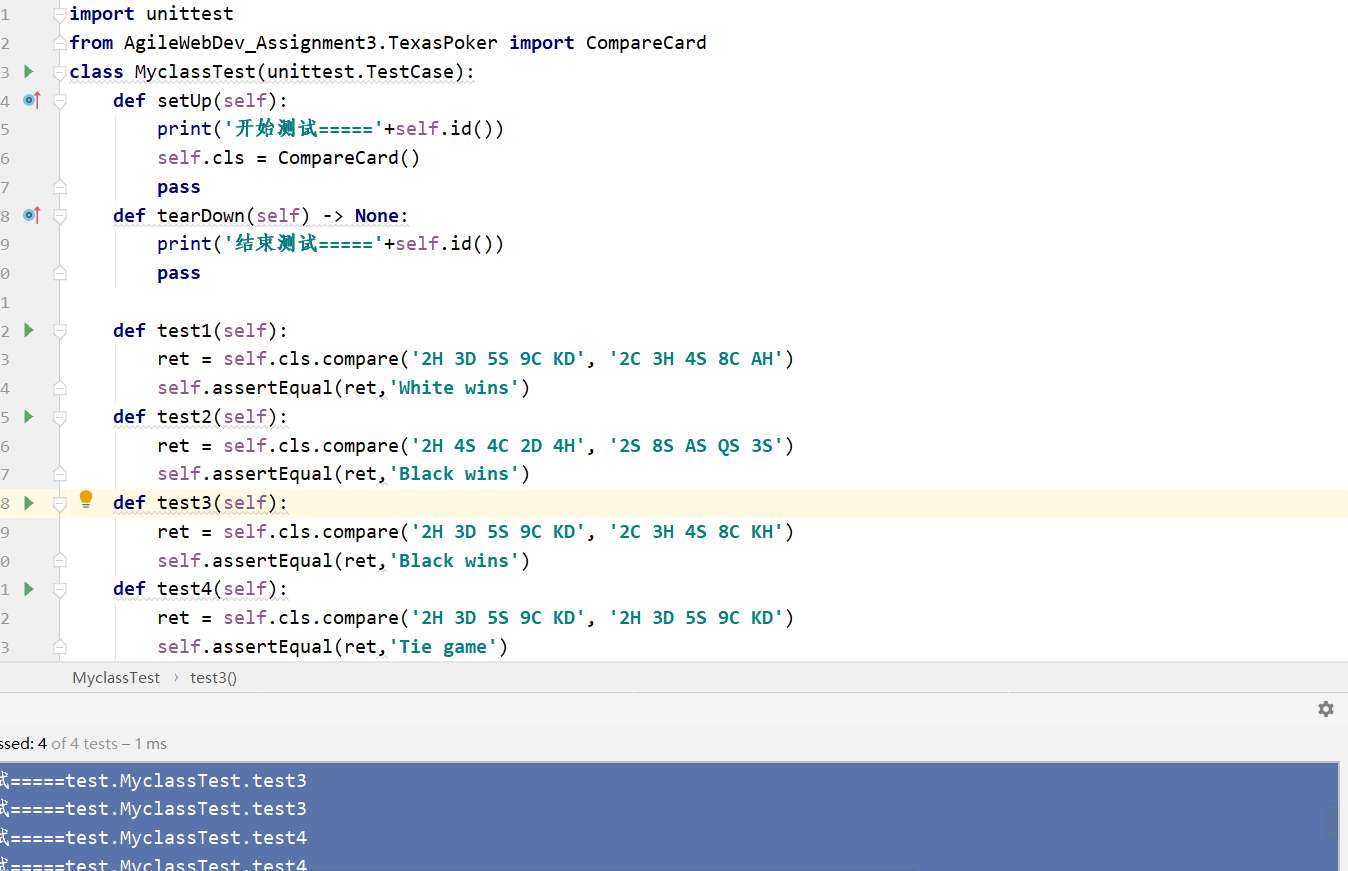 1 import unittest
2 from AgileWebDev_Assignment3.TexasPoker import CompareCard
3 class MyclassTest(unittest.TestCase):
4 def setUp(self):
5 print('开始测试====='+self.id())
6 self.cls = CompareCard()
7 pass
8 def tearDown(self) -> None:
9 print('结束测试====='+self.id())
0 pass
1
2 def test1(self):
3 ret = self.cls.compare('2H 3D 5S 9C KD', '2C 3H 4S 8C AH')
4 self.assertEqual(ret,'White wins')
5 def test2(self):
6 ret = self.cls.compare('2H 4S 4C 2D 4H', '2S 8S AS QS 3S')
7 self.assertEqual(ret,'Black wins')
8 def test3(self):
9 ret = self.cls.compare('2H 3D 5S 9C KD', '2C 3H 4S 8C KH')
0 self.assertEqual(ret,'Black wins')
1 def test4(self):
2 ret = self.cls.compare('2H 3D 5S 9C KD', '2H 3D 5S 9C KD')
3 self.assertEqual(ret,'Tie game')
MyclassTest › test3()
ssed: 4 of 4 tests – 1 ms
试=====test.MyclassTest.test3
试=====test.MyclassTest.test3
试=====test.MyclassTest.test4
试=====test.MyclassTest.test4